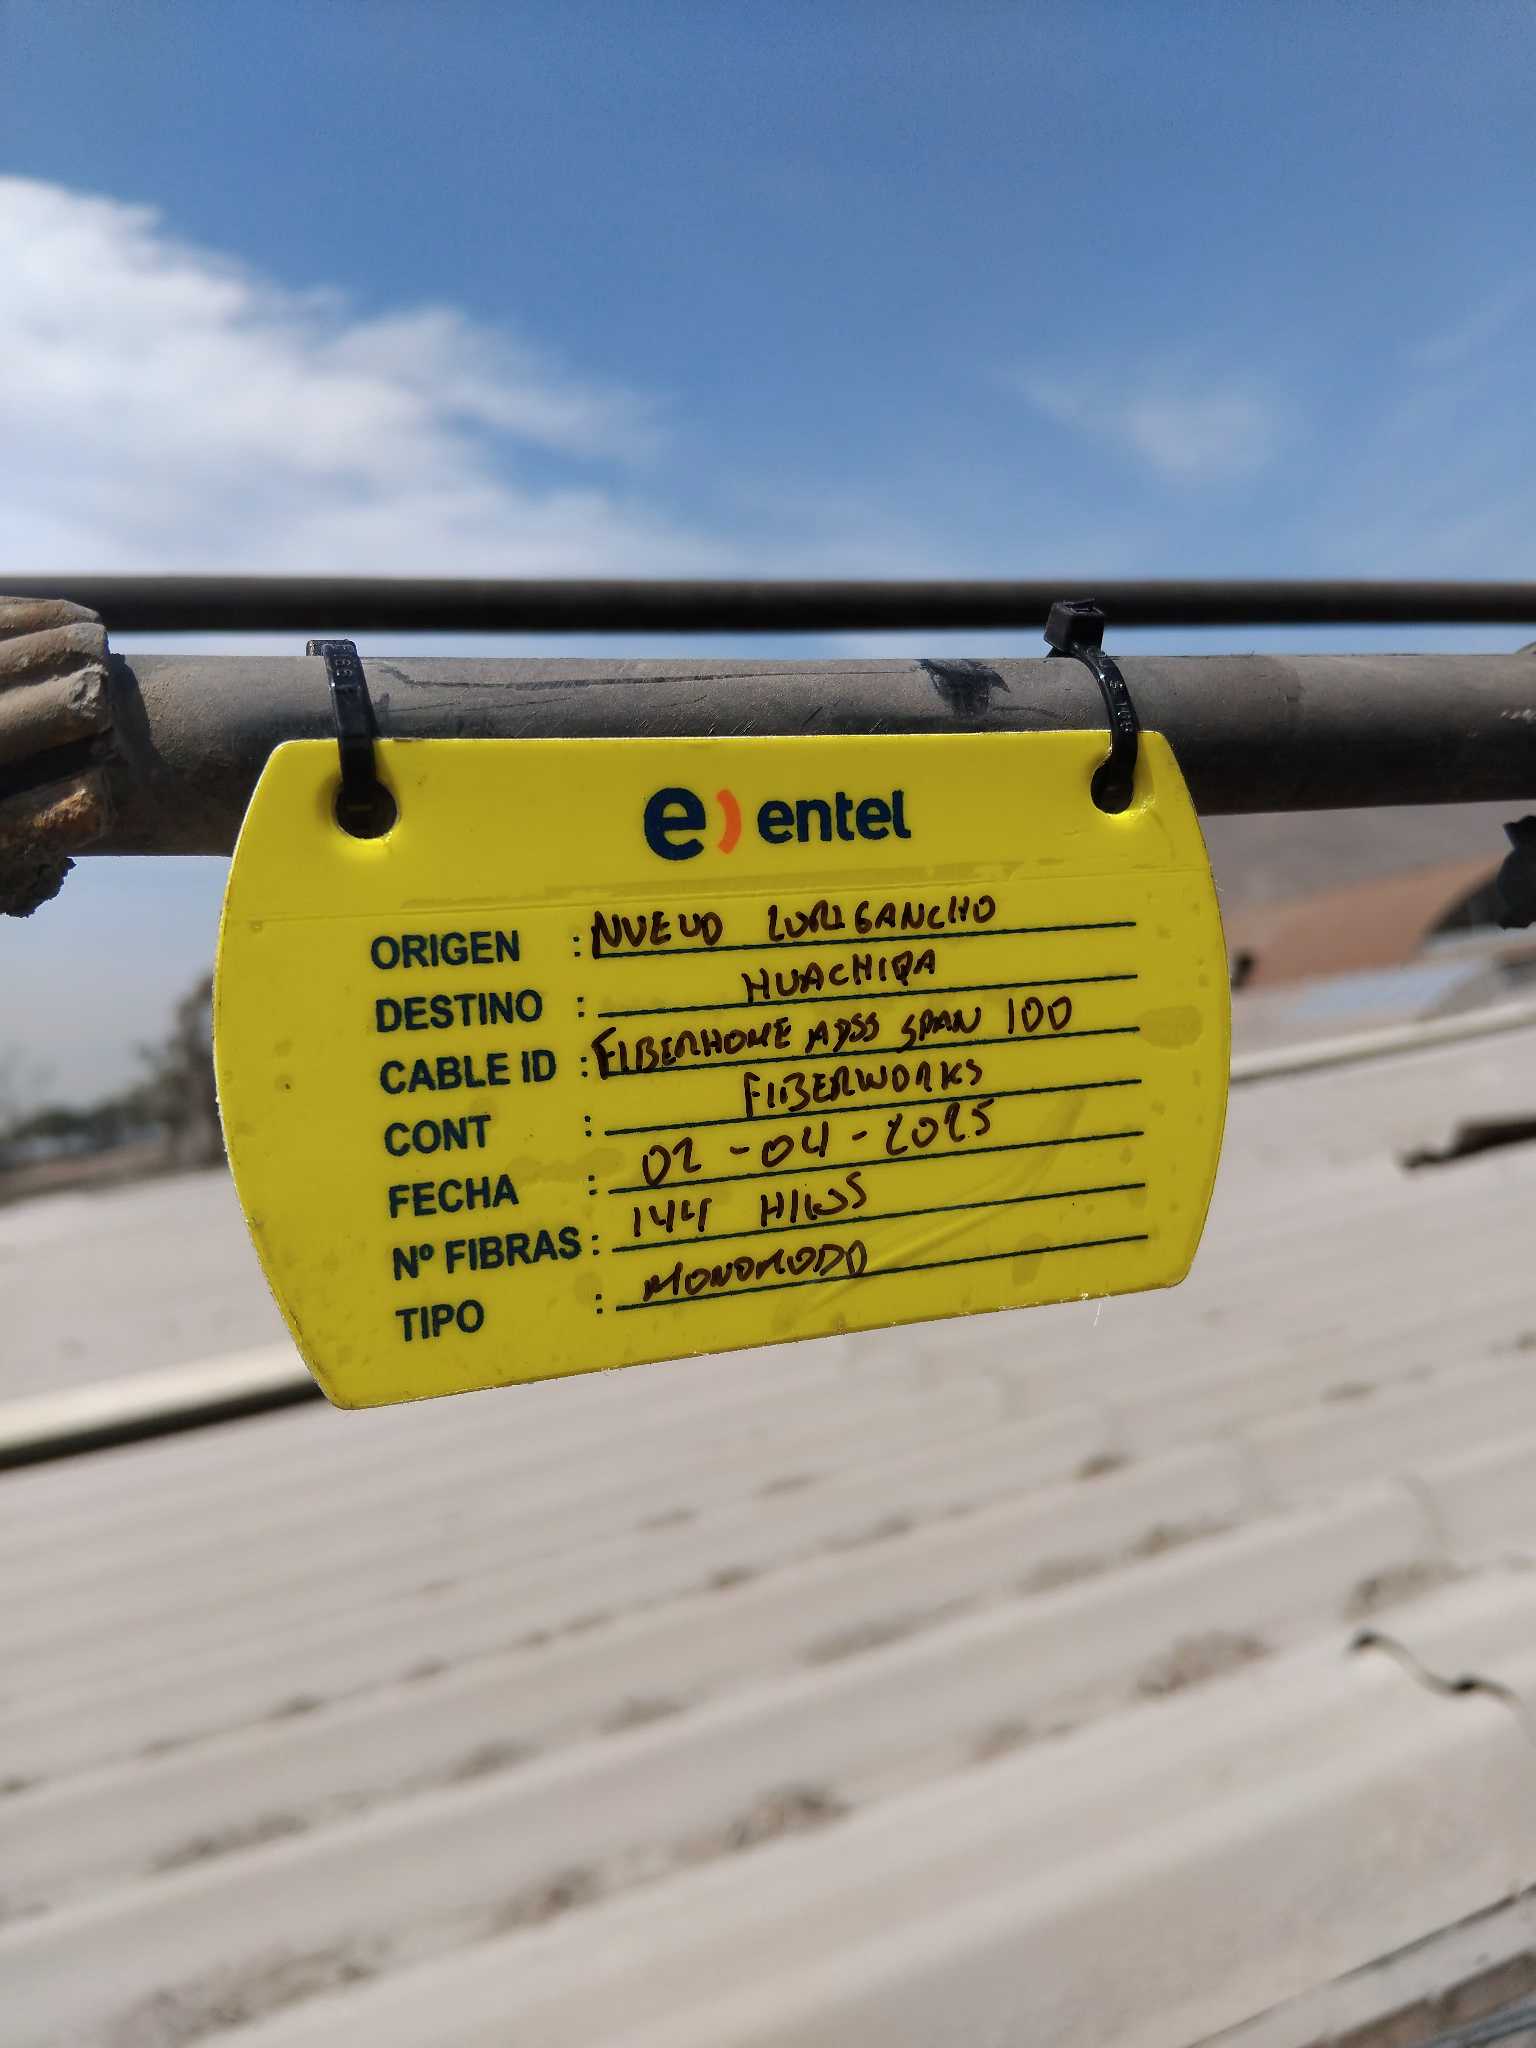 e) entel
ORIGEN : NUEVO LURIGANCHO
DESTINO : HUACHIPA
CABLE ID : FIBERHOME ADSS SPAN 100
CONT : FIBERWORKS
FECHA : 02-04-2025
Nº FIBRAS : 144 HILOS
TIPO : MONOMODO